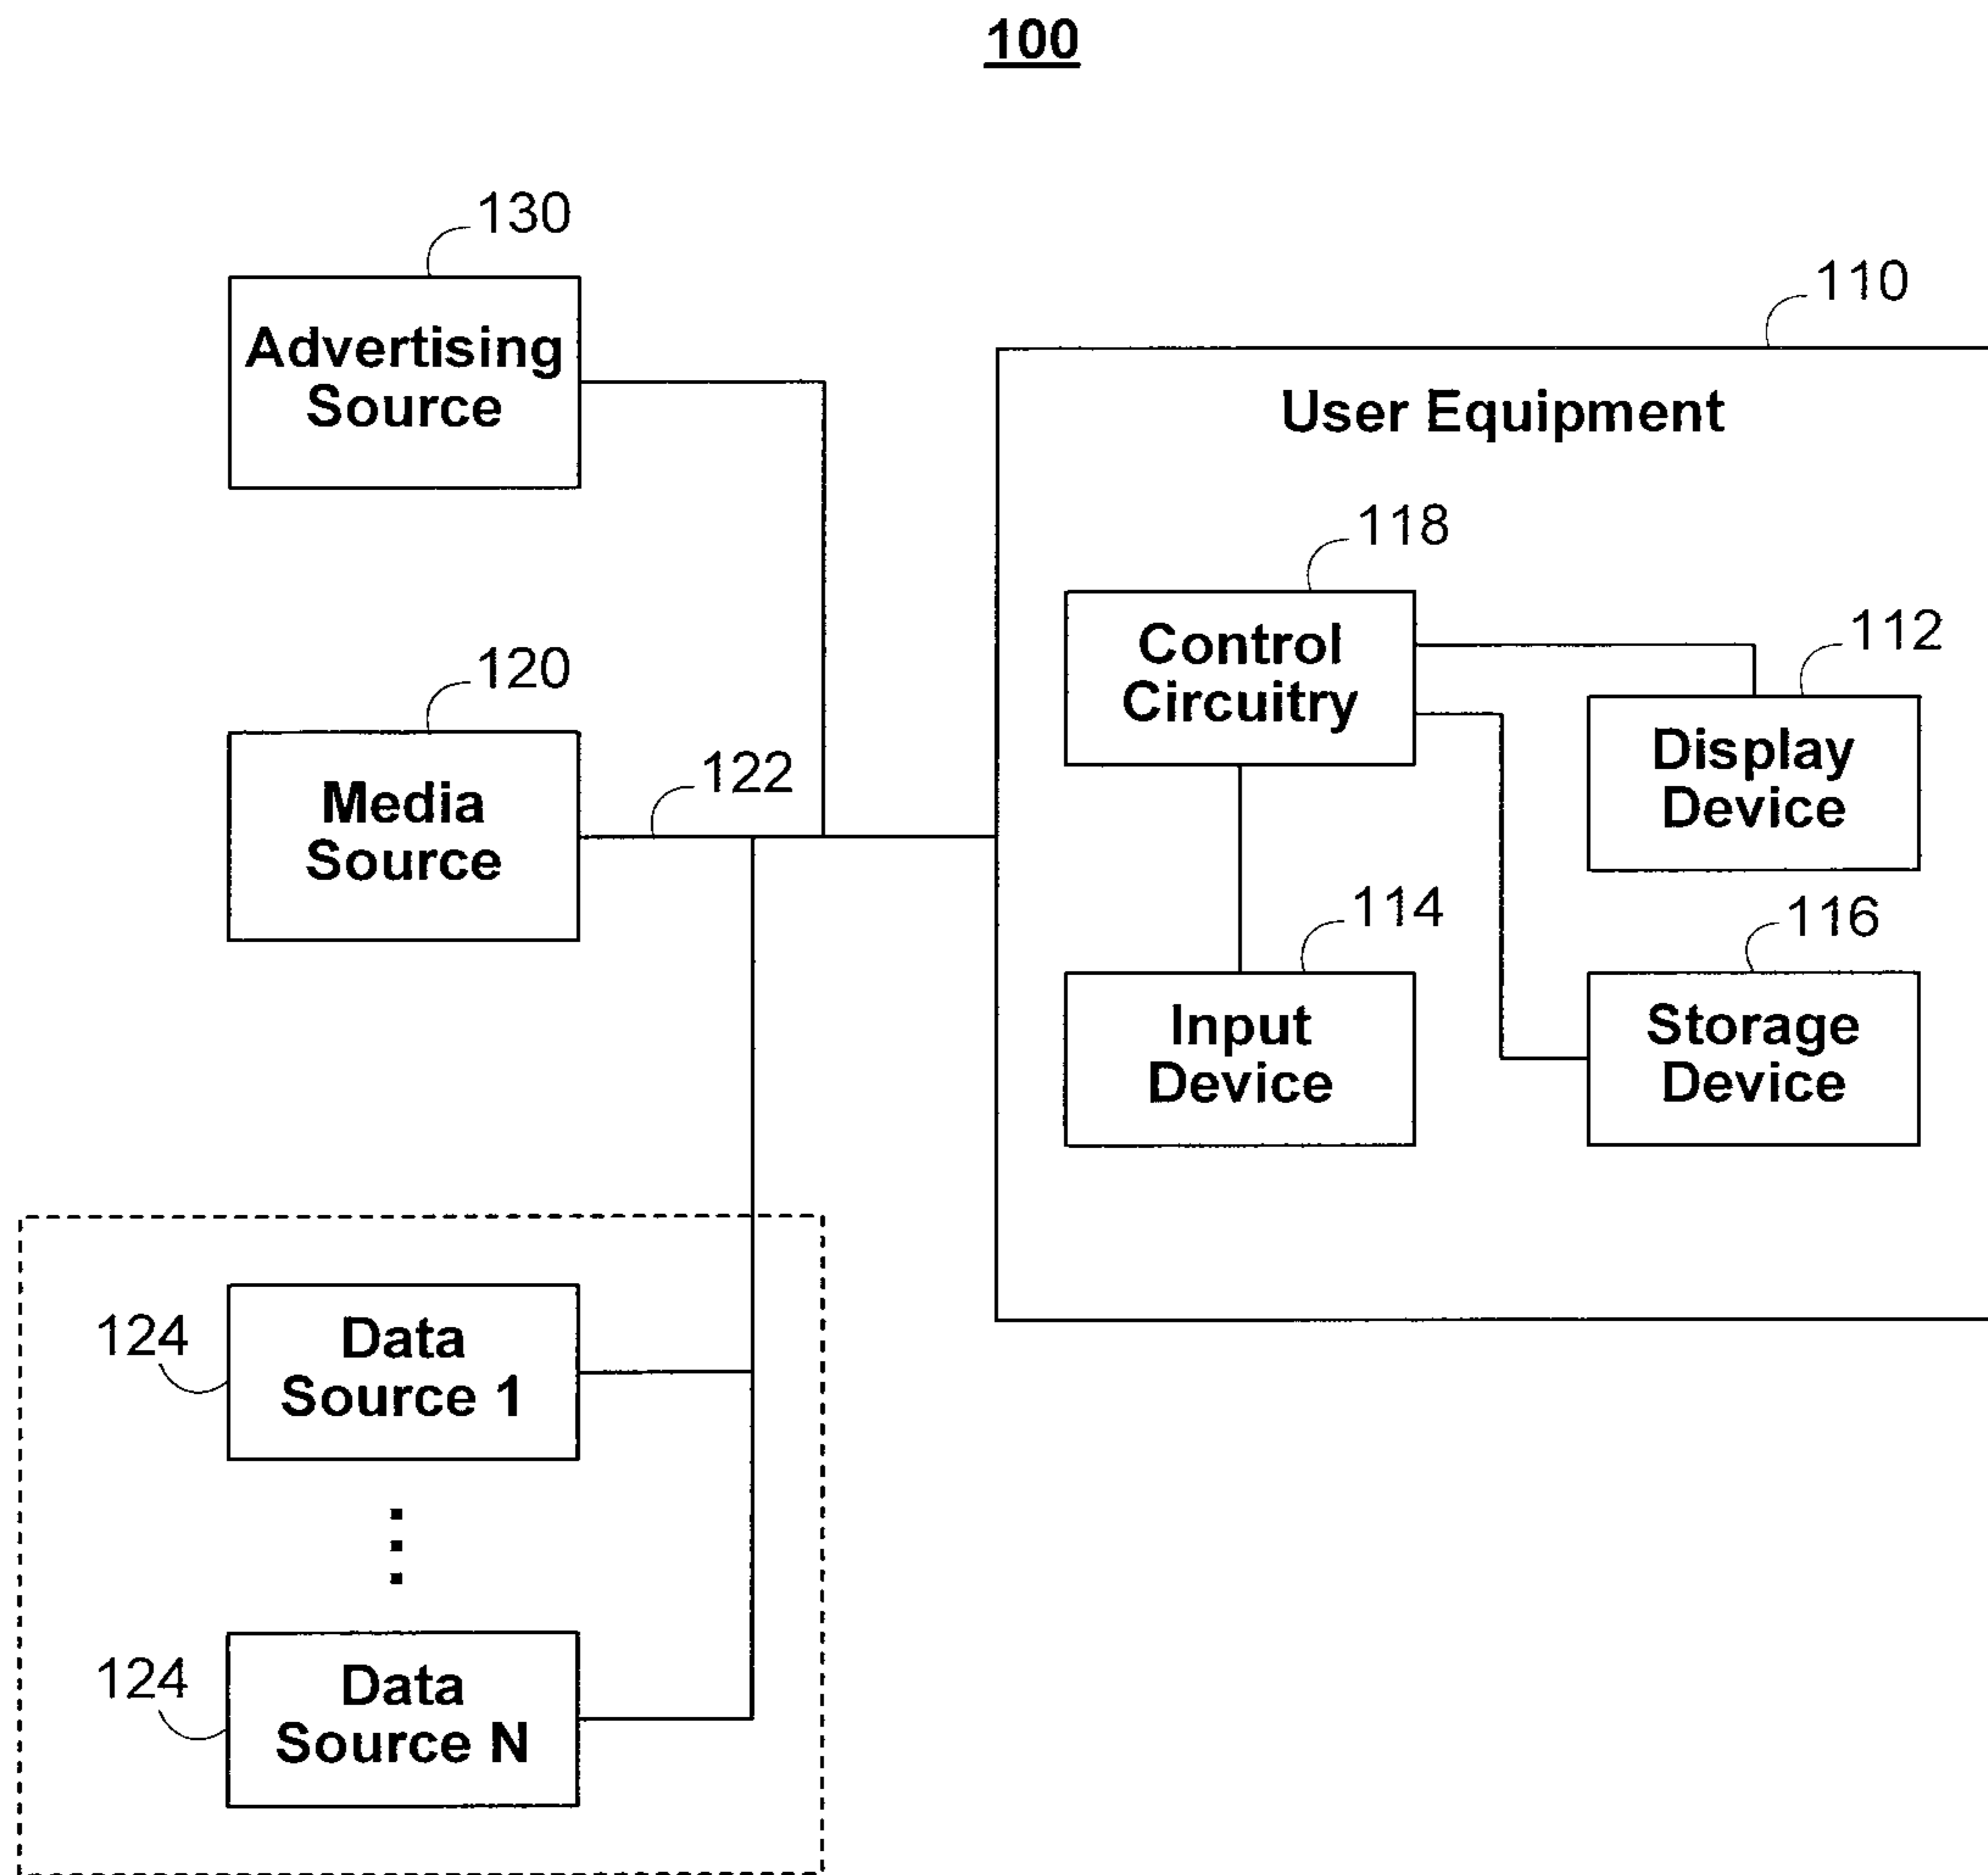 100
130
Advertising
Source
110
User Equipment
118
Control
Circuitry
112
Display
Device
120
Media
Source
122
114
Input
Device
116
Storage
Device
124
Data
Source 1
124
Data
Source N